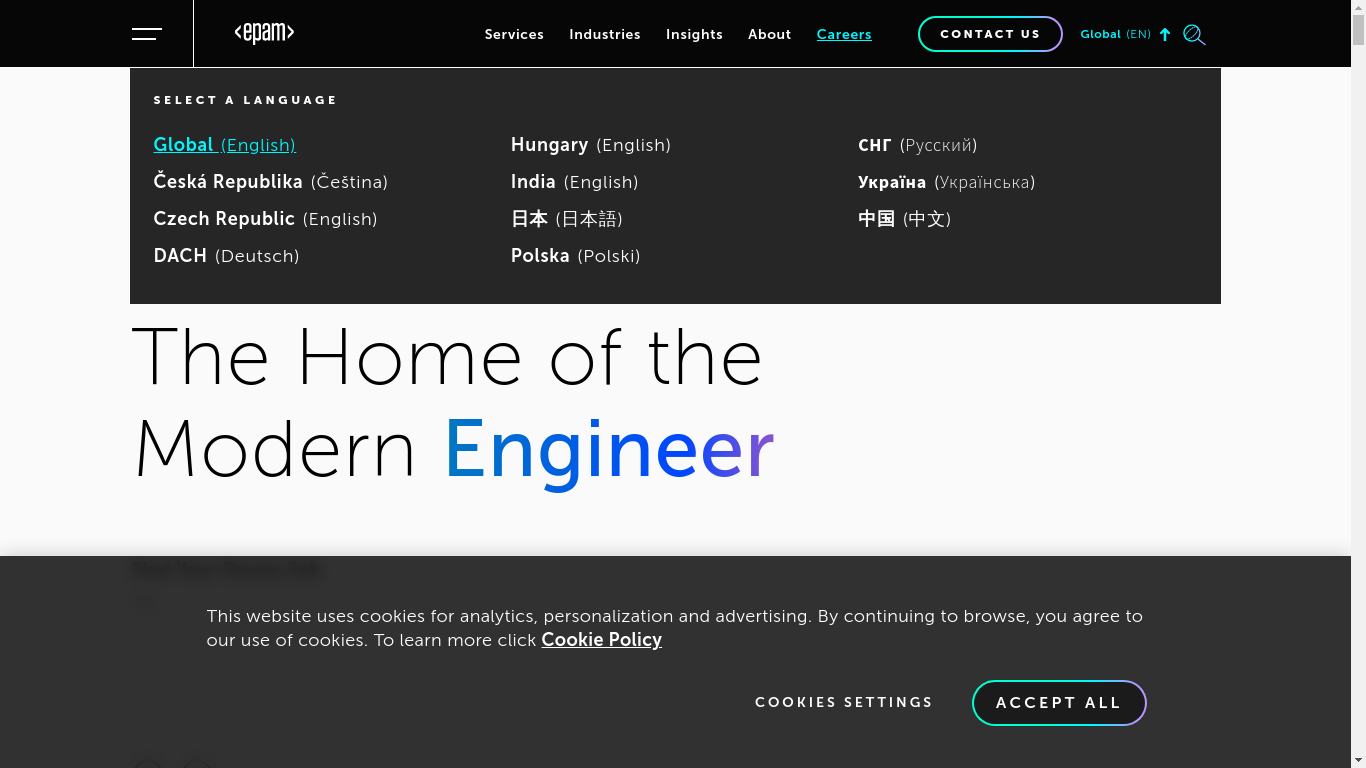 <epam>
Services Industries Insights About Careers CONTACT US Global (EN)
SELECT A LANGUAGE
Global (English)
Česká Republika (Čeština)
Czech Republic (English)
DACH (Deutsch)
Hungary (English)
India (English)
日本 (日本語)
Polska (Polski)
СНГ (Русский)
Україна (Українська)
中国 (中文)
The Home of the
Modern Engineer
This website uses cookies for analytics, personalization and advertising. By continuing to browse, you agree to
our use of cookies. To learn more click Cookie Policy
COOKIES SETTINGS ACCEPT ALL